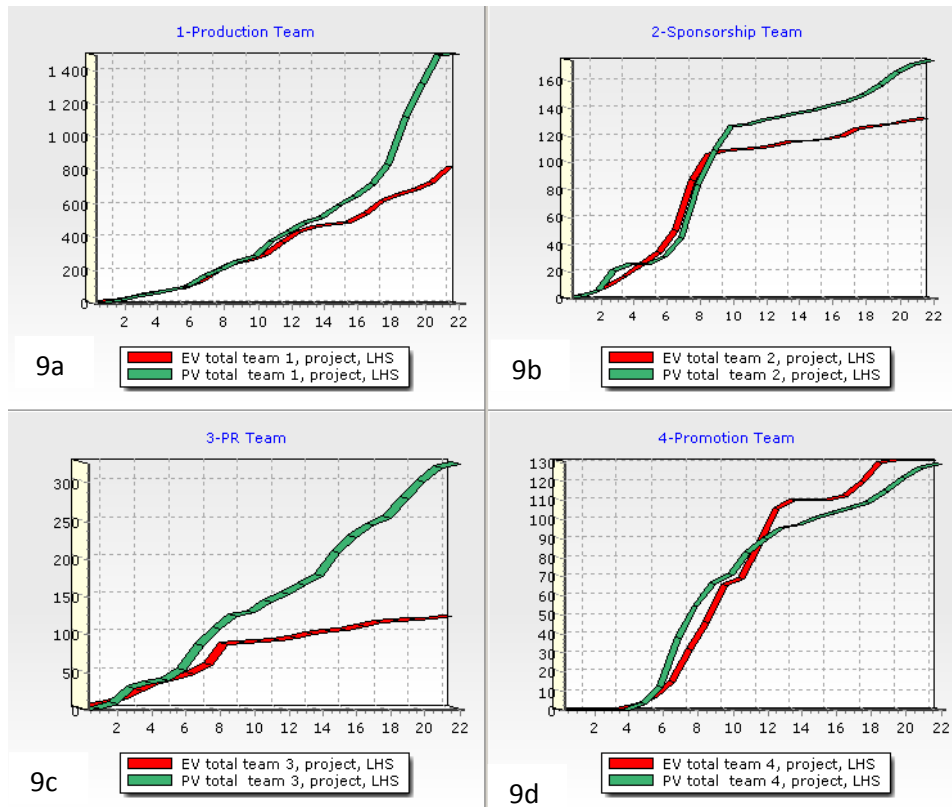 1-Production Team
1 400
1 200
1 000
800
600
400
200
0
2 4 6 8 10 12 14 16 18 20 22
9a
EV total team 1, project, LHS
PV total team 1, project, LHS
2-Sponsorship Team
160
140
120
100
80
60
40
20
0
2 4 6 8 10 12 14 16 18 20 22
9b
EV total team 2, project, LHS
PV total team 2, project, LHS
3-PR Team
300
250
200
150
100
50
0
2 4 6 8 10 12 14 16 18 20 22
9c
EV total team 3, project, LHS
PV total team 3, project, LHS
4-Promotion Team
130
120
110
100
90
80
70
60
50
40
30
20
10
0
2 4 6 8 10 12 14 16 18 20 22
9d
EV total team 4, project, LHS
PV total team 4, project, LHS